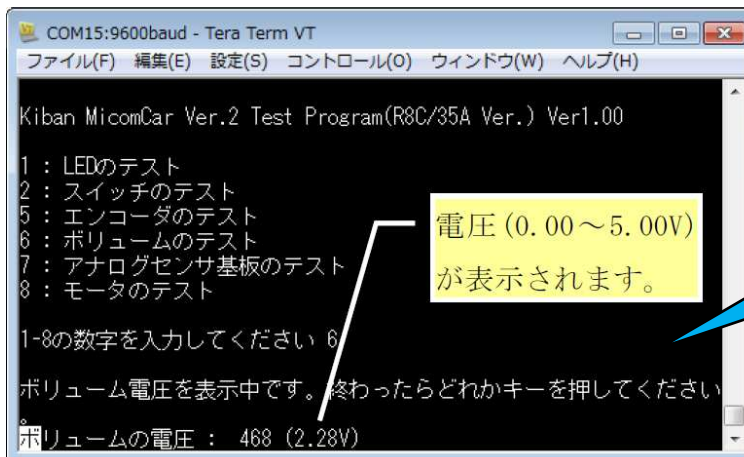 COM15:9600baud - Tera Term VT
ファイル(F) 編集(E) 設定(S) コントロール(O) ウィンドウ(W) ヘルプ(H)
Kiban MicomCar Ver.2 Test Program(R8C/35A Ver.) Ver1.00
1 : LEDのテスト
2 : スイッチのテスト
5 : エンコーダのテスト
6 : ボリュームのテスト
7 : アナログセンサ基板のテスト
8 : モータのテスト
電圧(0.00～5.00V)
が表示されます。
1-8の数字を入力してください 6
ボリューム電圧を表示中です。終わったらどれかキーを押してください
。
ボリュームの電圧 : 468 (2.28V)